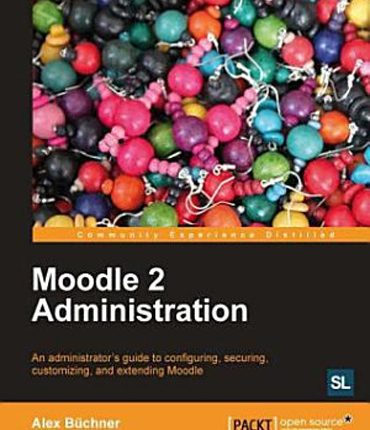 Community Experience Distilled
Moodle 2
Administration
An administrator's guide to configuring, securing,
customizing, and extending Moodle
SL
Alex Büchner
PACKT
open source*